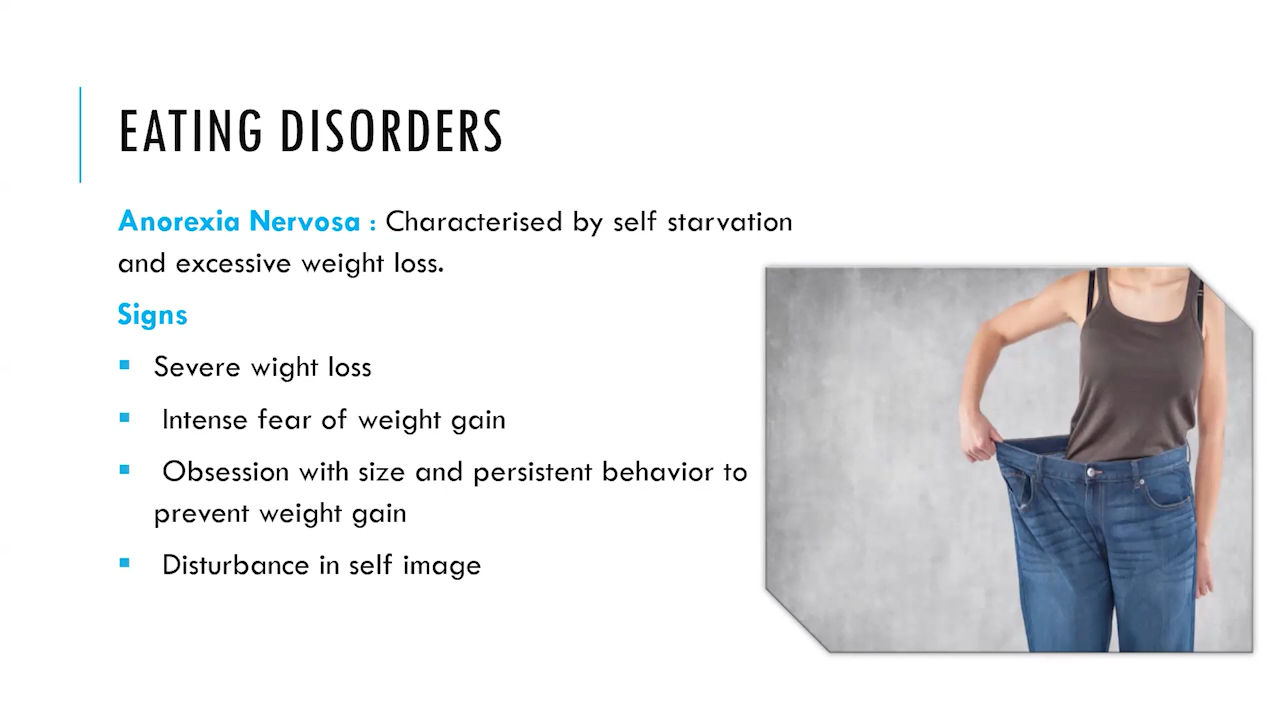 EATING DISORDERS
Anorexia Nervosa : Characterised by self starvation
and excessive weight loss.
Signs
▪ Severe wight loss
▪ Intense fear of weight gain
▪ Obsession with size and persistent behavior to
prevent weight gain
▪ Disturbance in self image